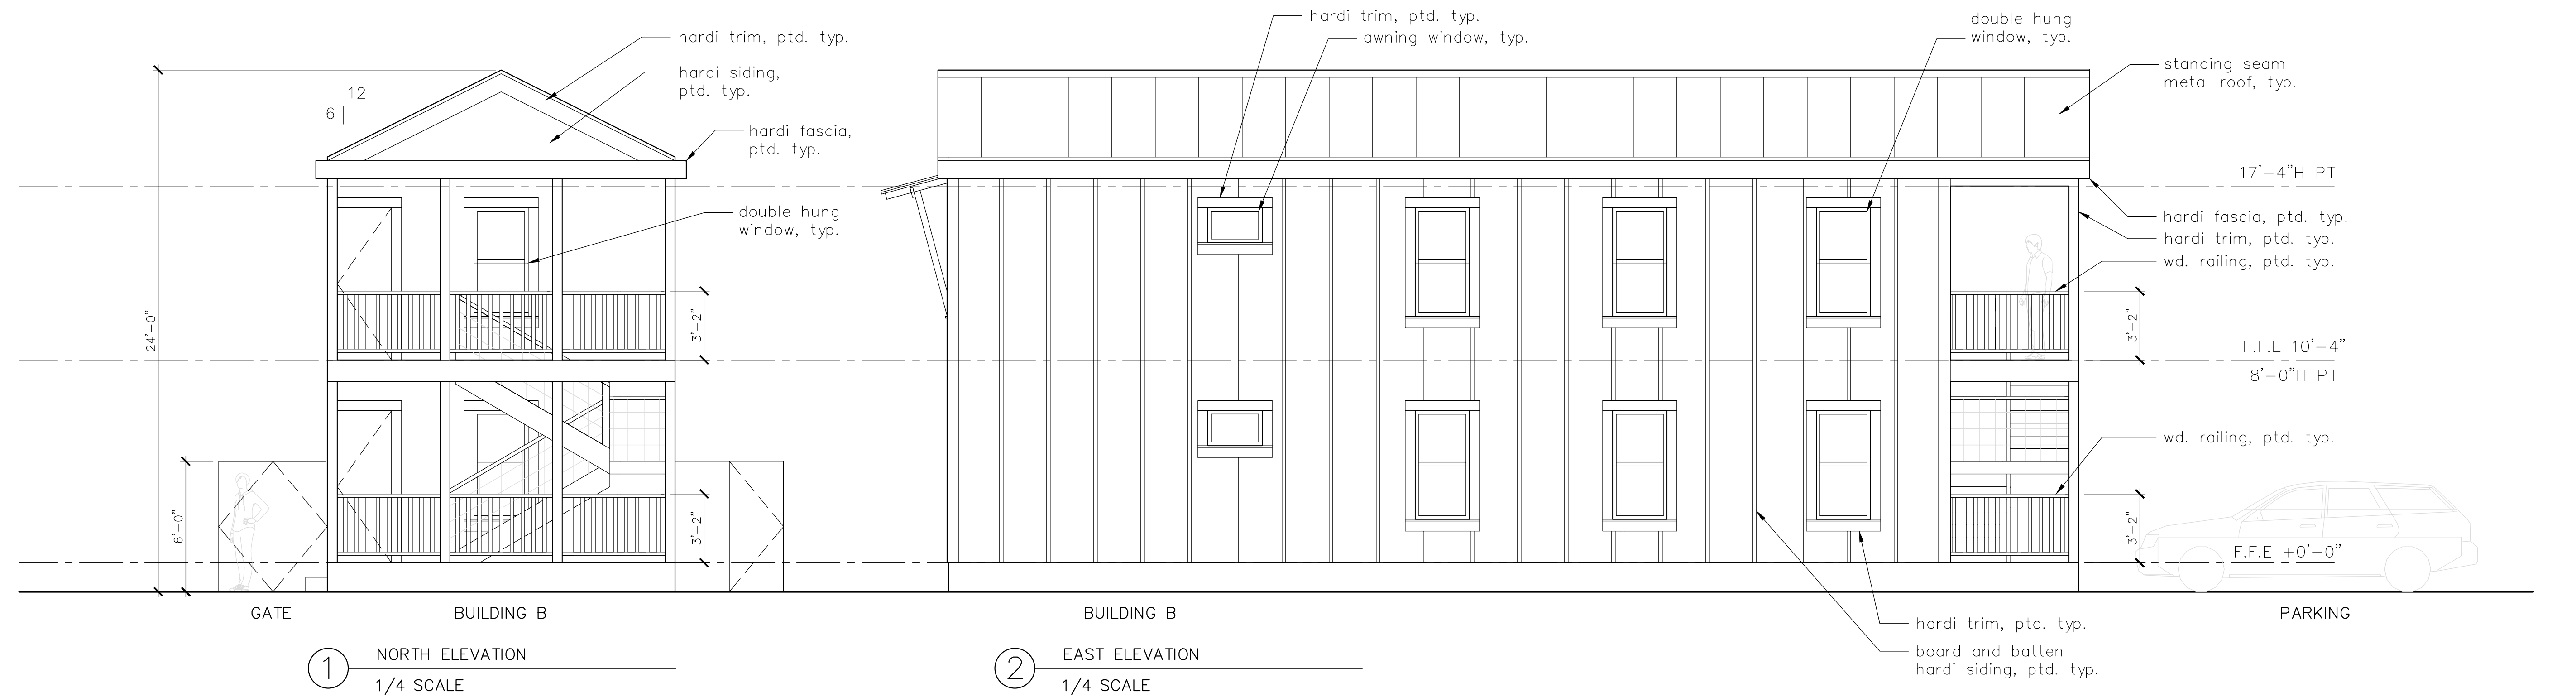 hardi trim, ptd. typ.
hardi siding,
ptd. typ.
12
6
hardi fascia,
ptd. typ.
double hung
window, typ.
24'-0"
3'-2"
6'-0"
3'-2"
GATE
BUILDING B
1
NORTH ELEVATION
1/4 SCALE
hardi trim, ptd. typ.
awning window, typ.
double hung
window, typ.
standing seam
metal roof, typ.
17'-4"H PT
hardi fascia, ptd. typ.
hardi trim, ptd. typ.
wd. railing, ptd. typ.
3'-2"
F.F.E 10'-4"
8'-0"H PT
wd. railing, ptd. typ.
3'-2"
F.F.E +0'-0"
BUILDING B
PARKING
hardi trim, ptd. typ.
board and batten
hardi siding, ptd. typ.
2
EAST ELEVATION
1/4 SCALE